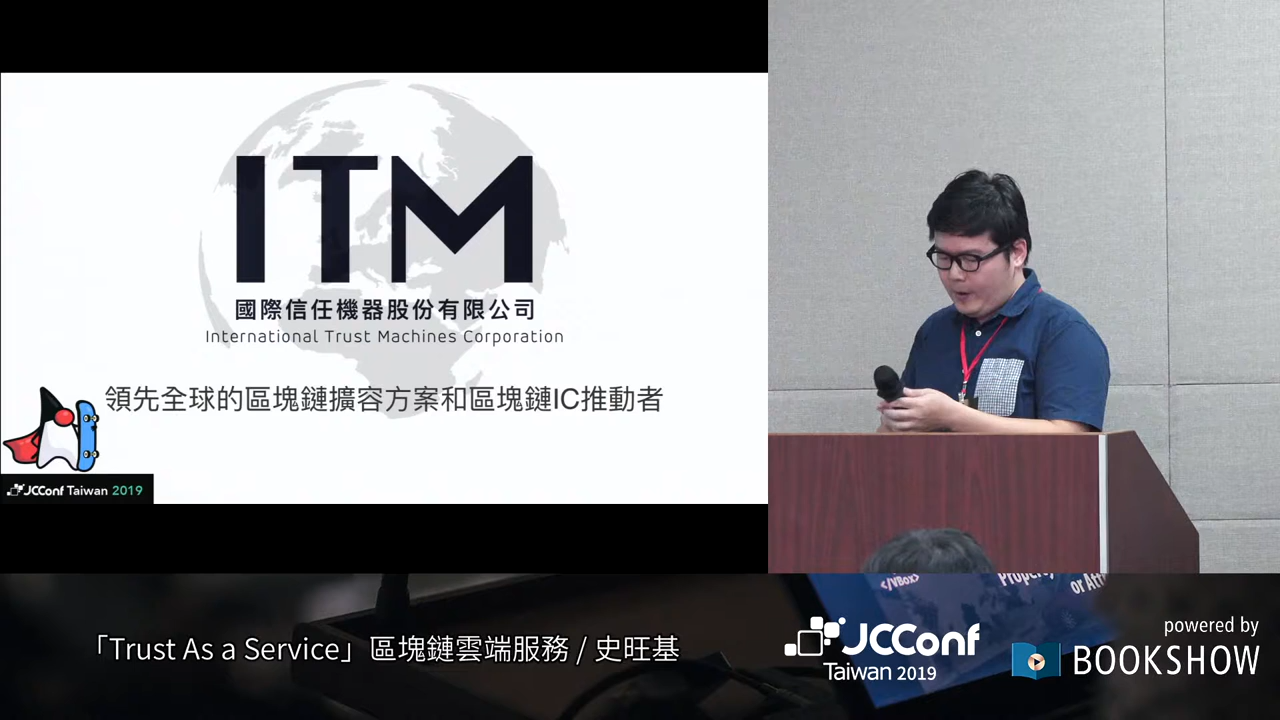 ITM
國際信任機器股份有限公司
International Trust Machines Corporation
領先全球的區塊鏈擴容方案和區塊鏈IC推動者
JCConf Taiwan 2019
「Trust As a Service」區塊鏈雲端服務 / 史旺基
</VBox>
JCConf
Taiwan 2019
powered by
BOOKSHOW